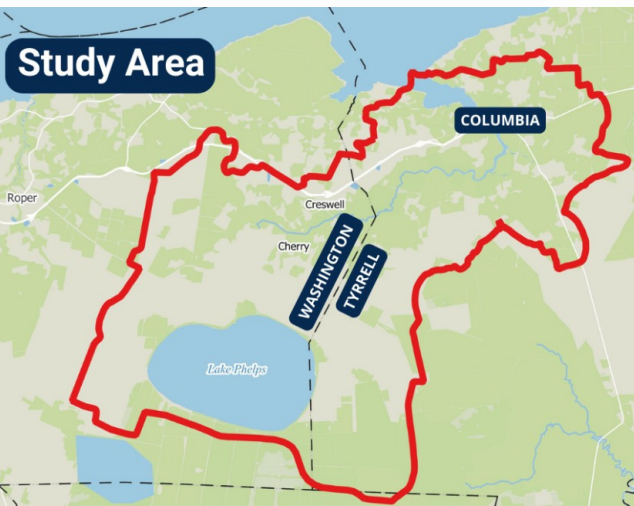 Study Area
COLUMBIA
Roper
Creswell
Cherry
WASHINGTON
TYRRELL
Lake Phelps